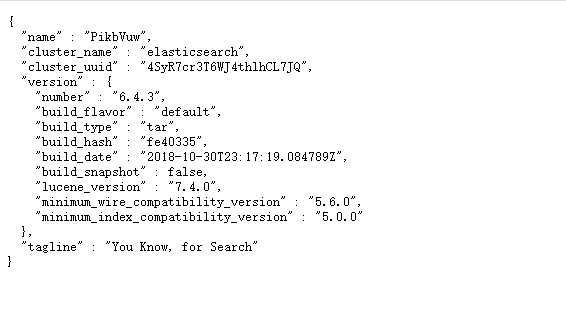 {
  "name" : "PikbVuw",
  "cluster_name" : "elasticsearch",
  "cluster_uuid" : "4SyR7cr3T6WJ4thlhCL7JQ",
  "version" : {
    "number" : "6.4.3",
    "build_flavor" : "default",
    "build_type" : "tar",
    "build_hash" : "fe40335",
    "build_date" : "2018-10-30T23:17:19.084789Z",
    "build_snapshot" : false,
    "lucene_version" : "7.4.0",
    "minimum_wire_compatibility_version" : "5.6.0",
    "minimum_index_compatibility_version" : "5.0.0"
  },
  "tagline" : "You Know, for Search"
}